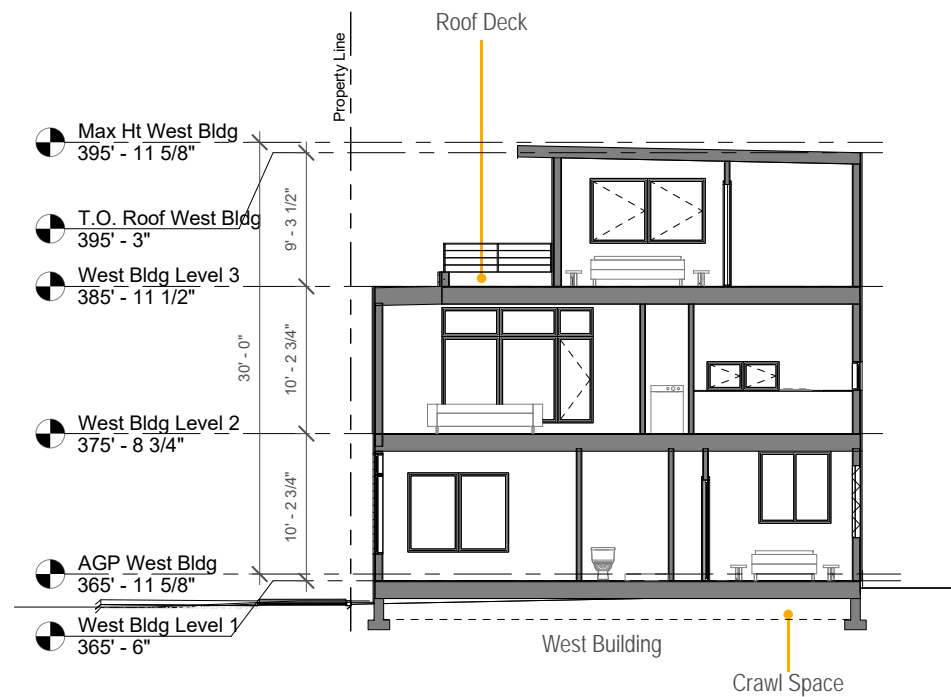 Roof Deck
Property Line
Max Ht West Bldg
395' - 11 5/8"
T.O. Roof West Bldg
395' - 3"
9' - 3 1/2"
West Bldg Level 3
385' - 11 1/2"
30' - 0"
10' - 2 3/4"
West Bldg Level 2
375' - 8 3/4"
10' - 2 3/4"
AGP West Bldg
365' - 11 5/8"
West Bldg Level 1
365' - 6"
West Building
Crawl Space